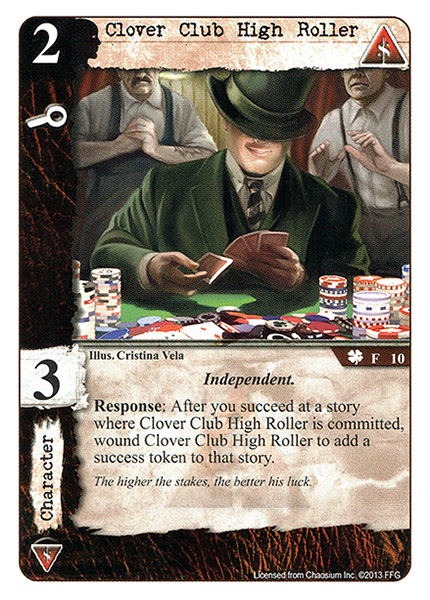 2
Clover Club High Roller
Illus. Cristina Vela
F 10
3
Independent.
Response: After you succeed at a story
where Clover Club High Roller is committed,
wound Clover Club High Roller to add a
success token to that story.
The higher the stakes, the better his luck.
Character
Licensed from Chaosium Inc. ©2013 FFG